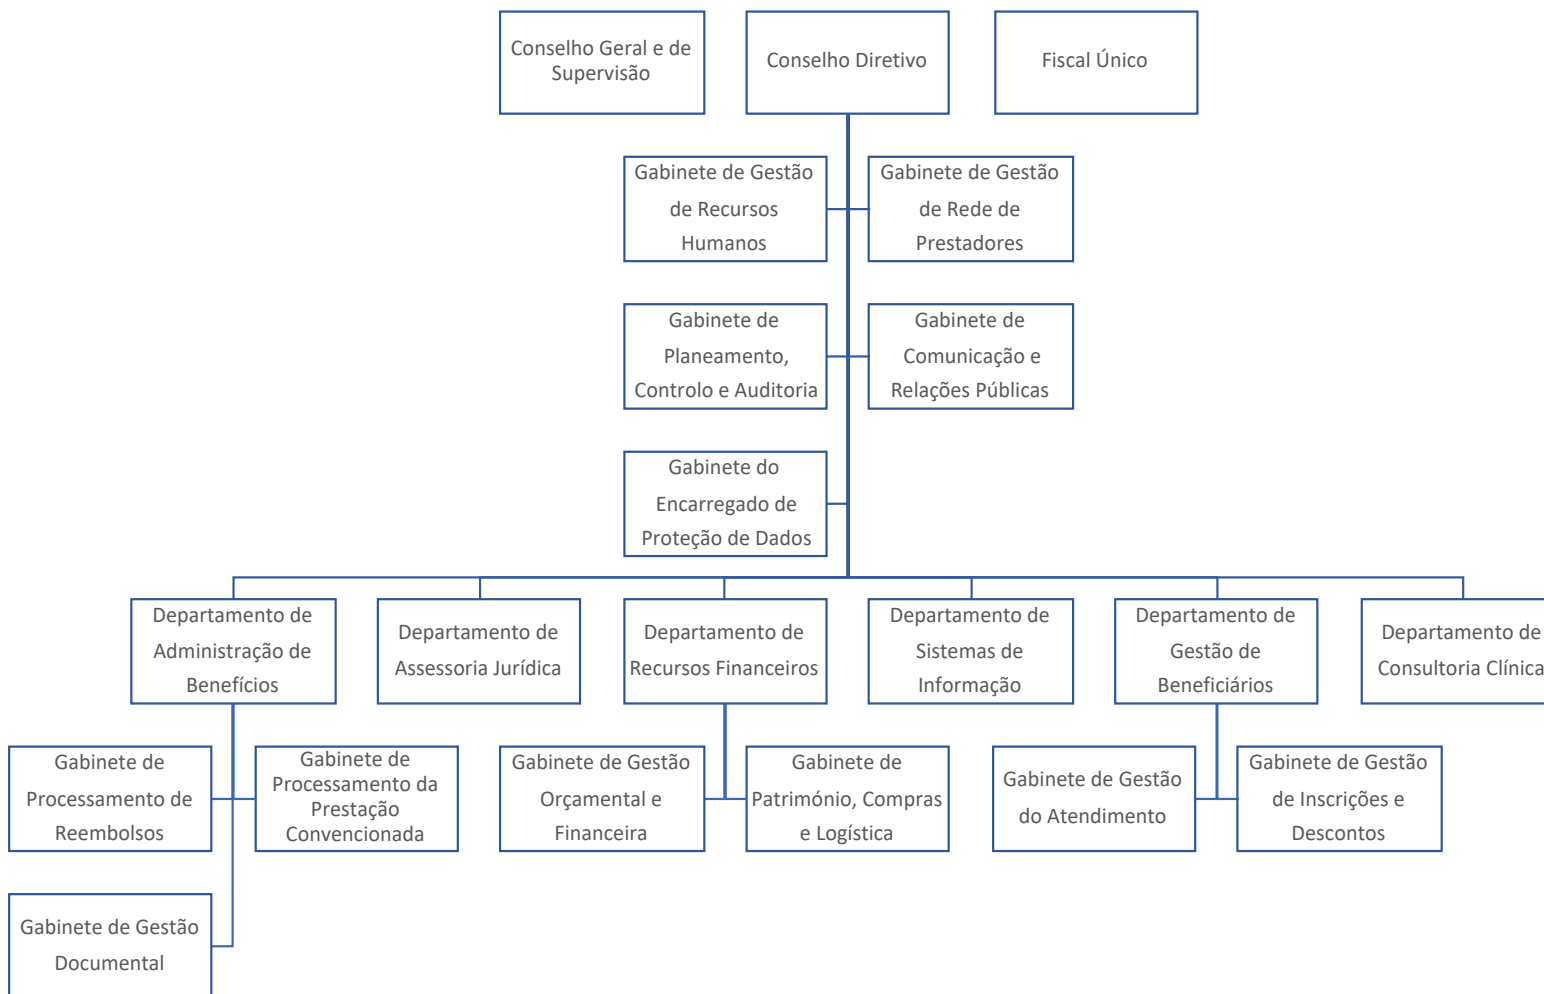 Conselho Geral e de
Supervisão
Conselho Diretivo
Fiscal Único
Gabinete de Gestão
de Recursos
Humanos
Gabinete de Gestão
de Rede de
Prestadores
Gabinete de
Planeamento,
Controlo e Auditoria
Gabinete de
Comunicação e
Relações Públicas
Gabinete do
Encarregado de
Proteção de Dados
Departamento de
Administração de
Benefícios
Departamento de
Assessoria Jurídica
Departamento de
Recursos Financeiros
Departamento de
Sistemas de
Informação
Departamento de
Gestão de
Beneficiários
Departamento de
Consultoria Clínica
Gabinete de
Processamento de
Reembolsos
Gabinete de
Processamento da
Prestação
Convencionada
Gabinete de Gestão
Orçamental e
Financeira
Gabinete de
Património, Compras
e Logística
Gabinete de Gestão
do Atendimento
Gabinete de Gestão
de Inscrições e
Descontos
Gabinete de Gestão
Documental